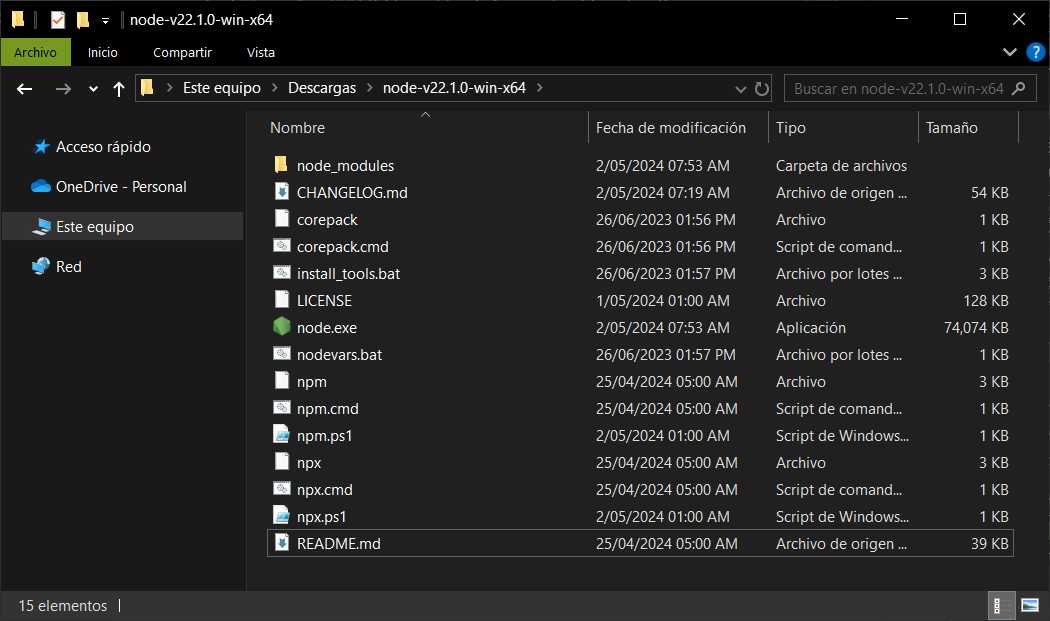 node-v22.1.0-win-x64
Archivo Inicio Compartir Vista
Este equipo Descargas node-v22.1.0-win-x64 Buscar en node-v22.1.0-win-x64
Acceso rápido
OneDrive - Personal
Este equipo
Red
Nombre Fecha de modificación Tipo Tamaño
node_modules 2/05/2024 07:53 AM Carpeta de archivos
CHANGELOG.md 2/05/2024 07:19 AM Archivo de origen ... 54 KB
corepack 26/06/2023 01:56 PM Archivo 1 KB
corepack.cmd 26/06/2023 01:56 PM Script de comand... 1 KB
install_tools.bat 26/06/2023 01:57 PM Archivo por lotes ... 3 KB
LICENSE 1/05/2024 01:00 AM Archivo 128 KB
node.exe 2/05/2024 07:53 AM Aplicación 74,074 KB
nodevars.bat 26/06/2023 01:57 PM Archivo por lotes ... 1 KB
npm 25/04/2024 05:00 AM Archivo 3 KB
npm.cmd 25/04/2024 05:00 AM Script de comand... 1 KB
npm.ps1 2/05/2024 01:00 AM Script de Windows... 1 KB
npx 25/04/2024 05:00 AM Archivo 3 KB
npx.cmd 25/04/2024 05:00 AM Script de comand... 1 KB
npx.ps1 2/05/2024 01:00 AM Script de Windows... 1 KB
README.md 25/04/2024 05:00 AM Archivo de origen ... 39 KB
15 elementos